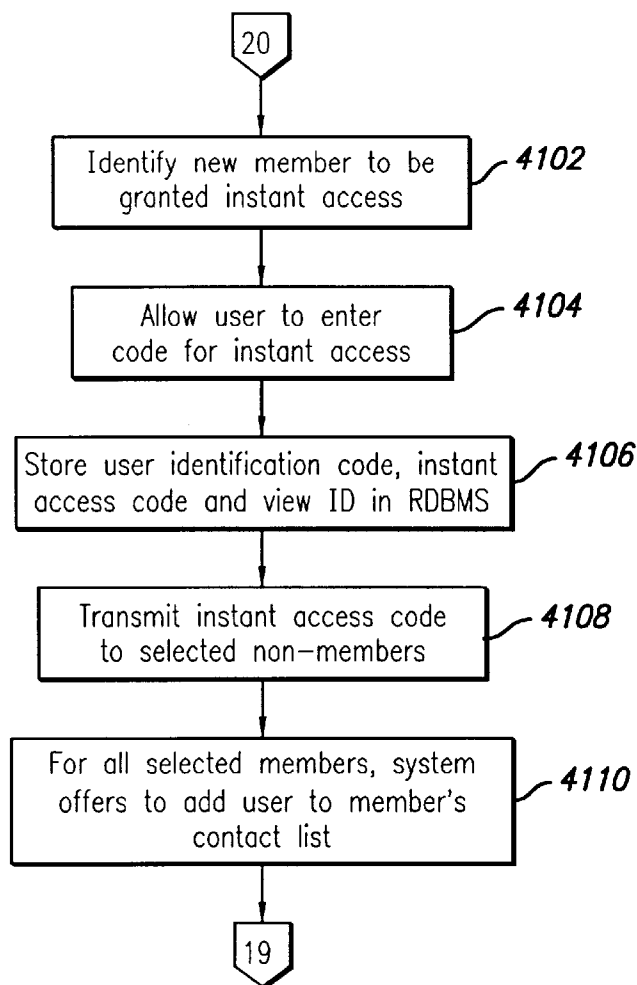 20
Identify new member to be
granted instant access
4102
Allow user to enter
code for instant access
4104
Store user identification code, instant
access code and view ID in RDBMS
4106
Transmit instant access code
to selected non-members
4108
For all selected members, system
offers to add user to member's
contact list
4110
19